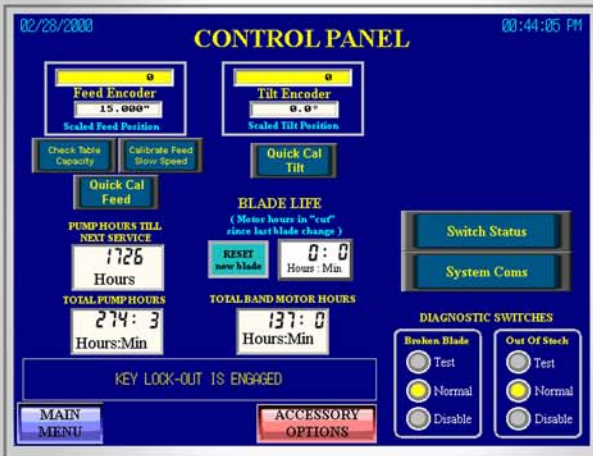 02/28/2000
00:44:05 PM
CONTROL PANEL
0
Feed Encoder
15.000"
Scaled Feed Position
0
Tilt Encoder
0.0°
Scaled Tilt Position
Check Table
Capacity
Calibrate Feed
Slow Speed
Quick Cal
Feed
Quick Cal
Tilt
PUMP HOURS TILL
NEXT SERVICE
1726
Hours
TOTAL PUMP HOURS
274: 3
Hours:Min
BLADE LIFE
( Motor hours in "cut"
since last blade change )
RESET
new blade
0: 0
Hours : Min
TOTAL BAND MOTOR HOURS
137: 0
Hours:Min
Switch Status
System Coms
DIAGNOSTIC SWITCHES
Broken Blade
Test
Normal
Disable
Out Of Stock
Test
Normal
Disable
KEY LOCK-OUT IS ENGAGED
MAIN
MENU
ACCESSORY
OPTIONS